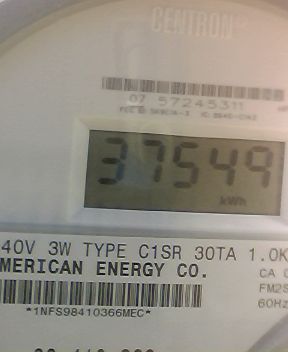 CENTRON
07 57245311
37549
kWh
40V 3W TYPE C1SR 30TA 1.0K
MERICAN ENERGY CO.
CA
FM2S
60Hz
*1NFS98410366MEC*